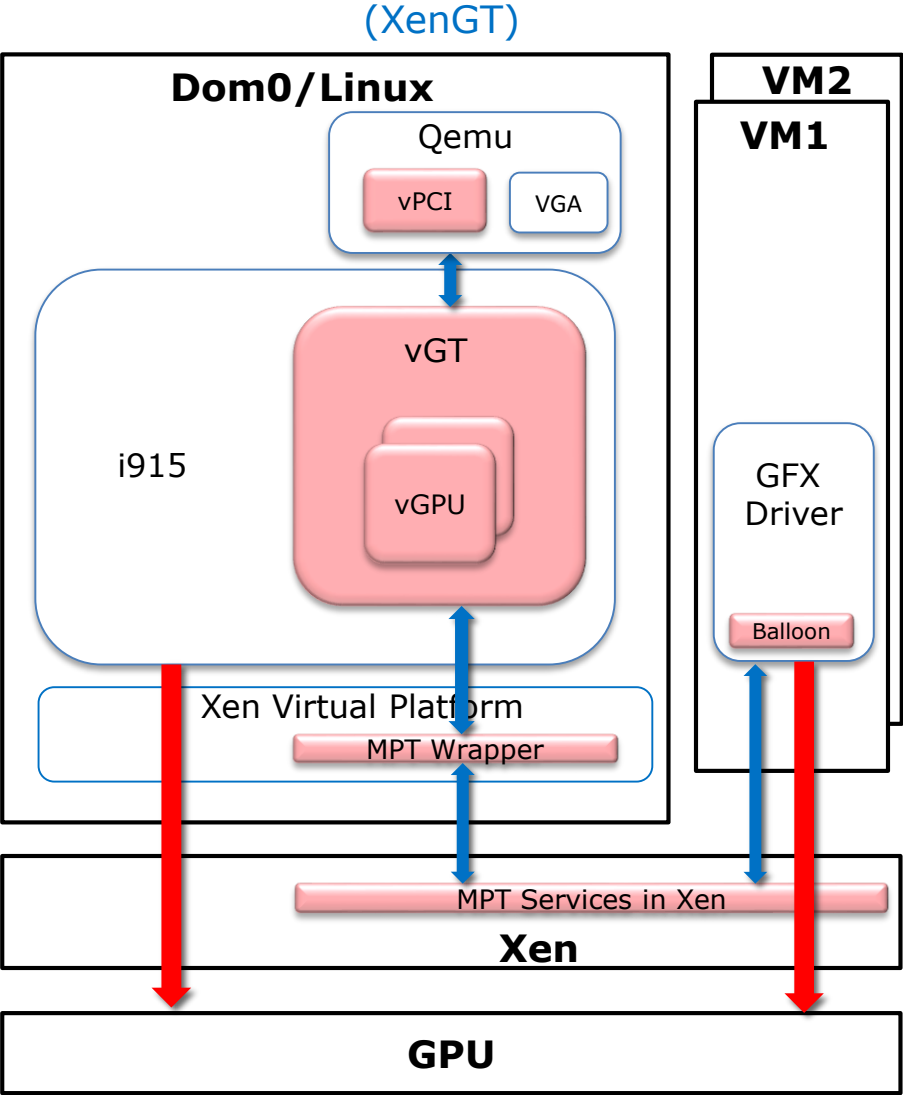 (XenGT)
Dom0/Linux
Qemu
vPCI
VGA
vGT
i915
vGPU
Xen Virtual Platform
MPT Wrapper
VM2
VM1
GFX
Driver
Balloon
MPT Services in Xen
Xen
GPU